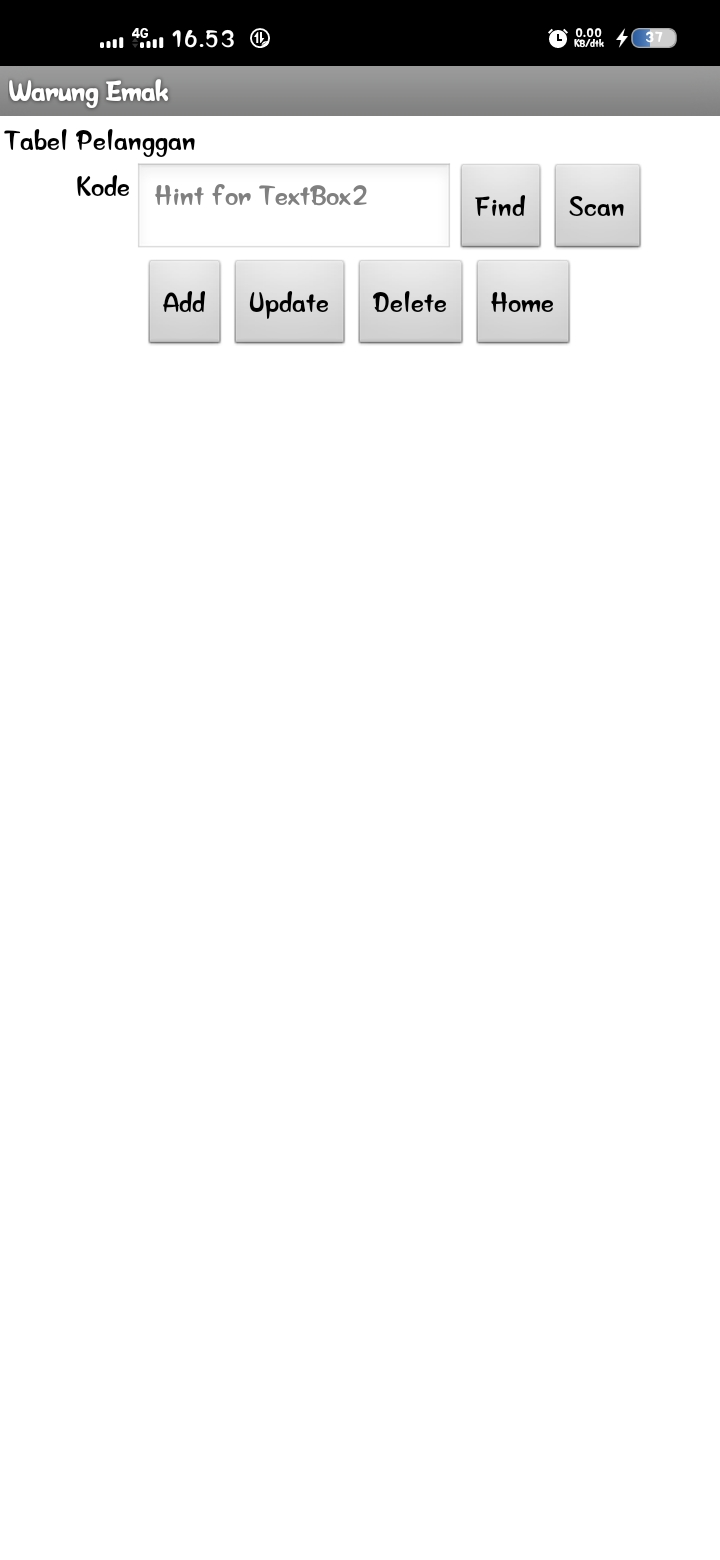 4G 16.53 0.00 KB/dtk 37
Warung Emak
Tabel Pelanggan
Kode Hint for TextBox2 Find Scan
Add Update Delete Home